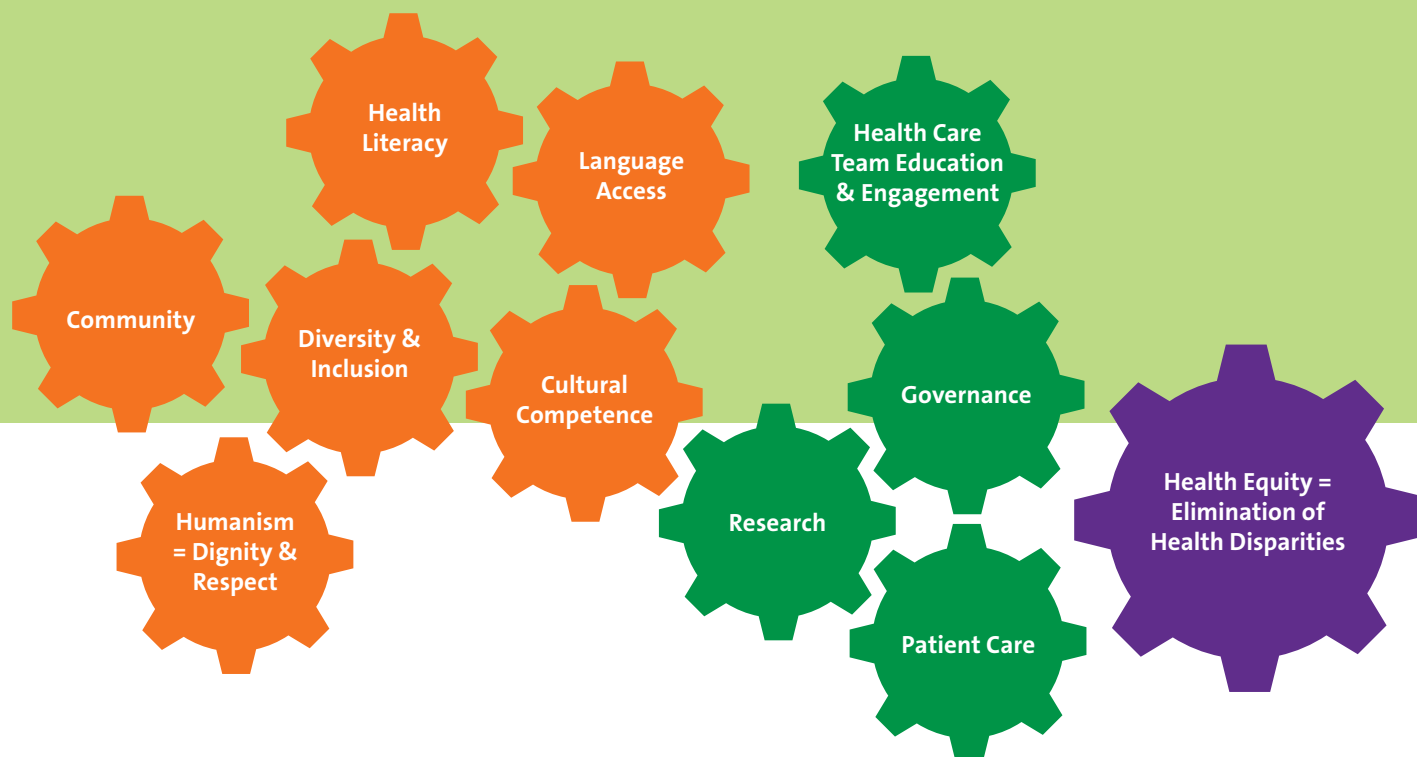 Health
Literacy
Language
Access
Health Care
Team Education
& Engagement
Community
Diversity &
Inclusion
Cultural
Competence
Governance
Humanism
= Dignity &
Respect
Research
Health Equity =
Elimination of
Health Disparities
Patient Care